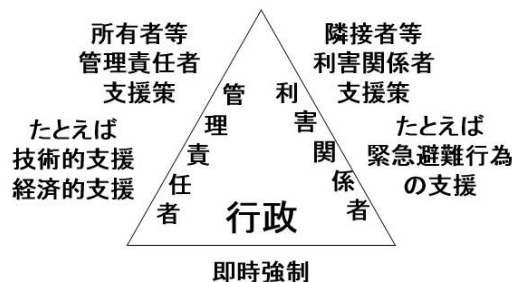 所有者等
管理責任者
支援策
たとえば
技術的支援
経済的支援
管理責任者
利害関係者
隣接者等
利害関係者
支援策
たとえば
緊急避難行為
の支援
行政
即時強制